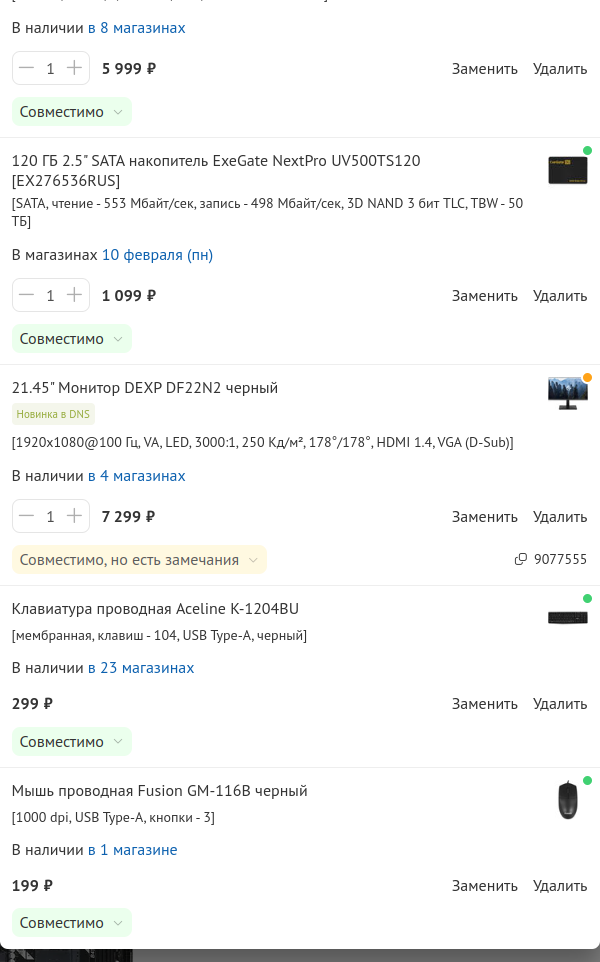 В наличии в 8 магазинах
1
5 999 ₽
Заменить
Удалить
Совместимо
120 ГБ 2.5" SATA накопитель ExeGate NextPro UV500TS120
[EX276536RUS]
[SATA, чтение - 553 Мбайт/сек, запись - 498 Мбайт/сек, 3D NAND 3 бит TLC, TBW - 50
ТБ]
В магазинах 10 февраля (пн)
1
1 099 ₽
Заменить
Удалить
Совместимо
21.45" Монитор DEXP DF22N2 черный
Новинка в DNS
[1920x1080@100 Гц, VA, LED, 3000:1, 250 Кд/м², 178°/178°, HDMI 1.4, VGA (D-Sub)]
В наличии в 4 магазинах
1
7 299 ₽
Заменить
Удалить
Совместимо, но есть замечания
9077555
Клавиатура проводная Aceline K-1204BU
[мембранная, клавиш - 104, USB Type-A, черный]
В наличии в 23 магазинах
299 ₽
Заменить
Удалить
Совместимо
Мышь проводная Fusion GM-116B черный
[1000 dpi, USB Type-A, кнопки - 3]
В наличии в 1 магазине
199 ₽
Заменить
Удалить
Совместимо